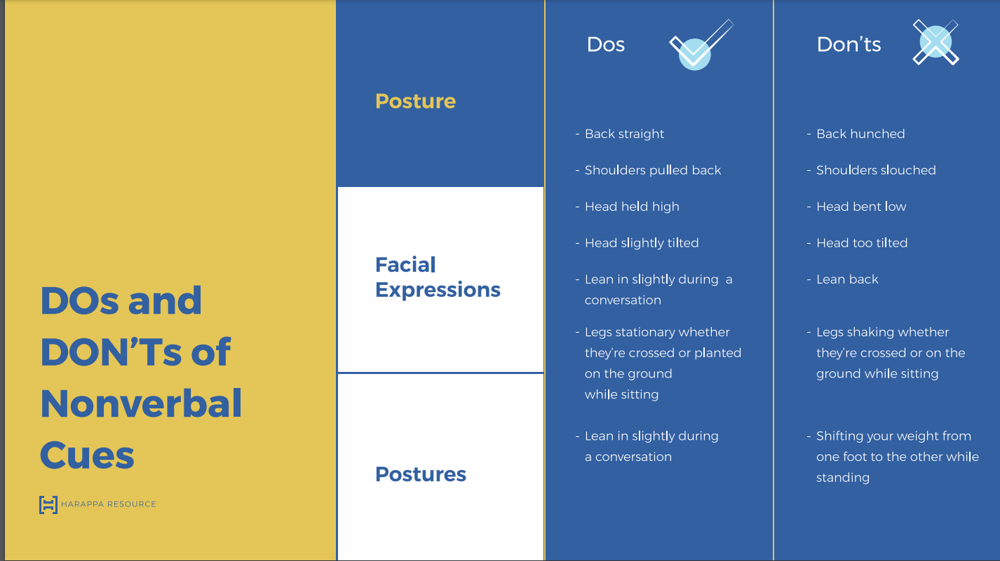 DOs and
DON'Ts of
Nonverbal
Cues
HARAPPA RESOURCE
Posture
Facial
Expressions
Postures
Dos
- Back straight
- Shoulders pulled back
- Head held high
- Head slightly tilted
- Lean in slightly during a
conversation
- Legs stationary whether
they're crossed or planted
on the ground
while sitting
- Lean in slightly during
a conversation
Don'ts
- Back hunched
- Shoulders slouched
- Head bent low
- Head too tilted
- Lean back
- Legs shaking whether
they're crossed or on the
ground while sitting
- Shifting your weight from
one foot to the other while
standing